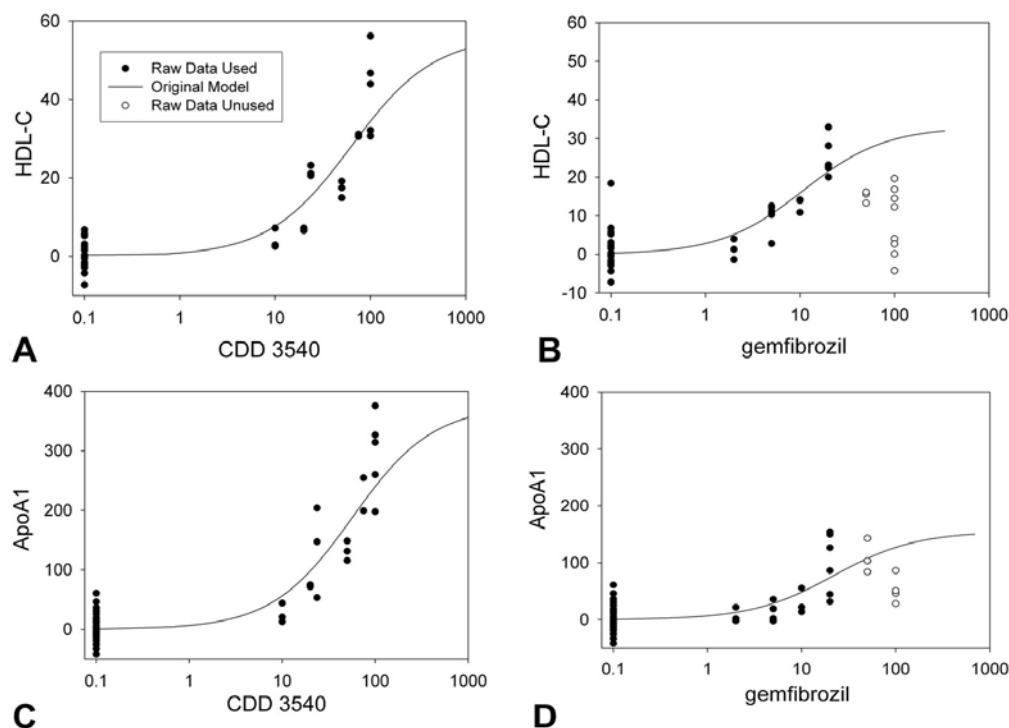 60
40
20
0
HDL-C
Raw Data Used
Original Model
Raw Data Unused
0.1 1 10 100 1000
CDD 3540
A
60
50
40
30
20
10
0
-10
HDL-C
0.1 1 10 100 1000
gemfibrozil
B
400
300
200
100
0
ApoA1
0.1 1 10 100 1000
CDD 3540
C
400
300
200
100
0
ApoA1
0.1 1 10 100 1000
gemfibrozil
D